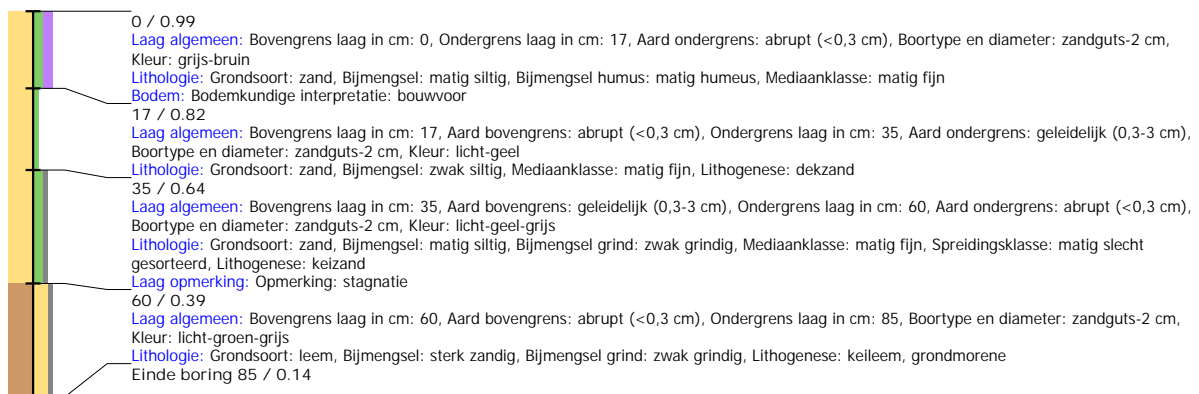 0 / 0.99
Laag algemeen: Bovengrens laag in cm: 0, Ondergrens laag in cm: 17, Aard ondergrens: abrupt (<0,3 cm), Boortype en diameter: zandguts-2 cm,
Kleur: grijs-bruin
Lithologie: Grondsoort: zand, Bijmengsel: matig siltig, Bijmengsel humus: matig humeus, Mediaanklasse: matig fijn
Bodem: Bodemkundige interpretatie: bouwvoor
17 / 0.82
Laag algemeen: Bovengrens laag in cm: 17, Aard bovengrens: abrupt (<0,3 cm), Ondergrens laag in cm: 35, Aard ondergrens: geleidelijk (0,3-3 cm),
Boortype en diameter: zandguts-2 cm, Kleur: licht-geel
Lithologie: Grondsoort: zand, Bijmengsel: zwak siltig, Mediaanklasse: matig fijn, Lithogenese: dekzand
35 / 0.64
Laag algemeen: Bovengrens laag in cm: 35, Aard bovengrens: geleidelijk (0,3-3 cm), Ondergrens laag in cm: 60, Aard ondergrens: abrupt (<0,3 cm),
Boortype en diameter: zandguts-2 cm, Kleur: licht-geel-grijs
Lithologie: Grondsoort: zand, Bijmengsel: matig siltig, Bijmengsel grind: zwak grindig, Mediaanklasse: matig fijn, Spreidingsklasse: matig slecht
gesorteerd, Lithogenese: keizand
Laag opmerking: Opmerking: stagnatie
60 / 0.39
Laag algemeen: Bovengrens laag in cm: 60, Aard bovengrens: abrupt (<0,3 cm), Ondergrens laag in cm: 85, Boortype en diameter: zandguts-2 cm,
Kleur: licht-groen-grijs
Lithologie: Grondsoort: leem, Bijmengsel: sterk zandig, Bijmengsel grind: zwak grindig, Lithogenese: keileem, grondmorene
Einde boring 85 / 0.14